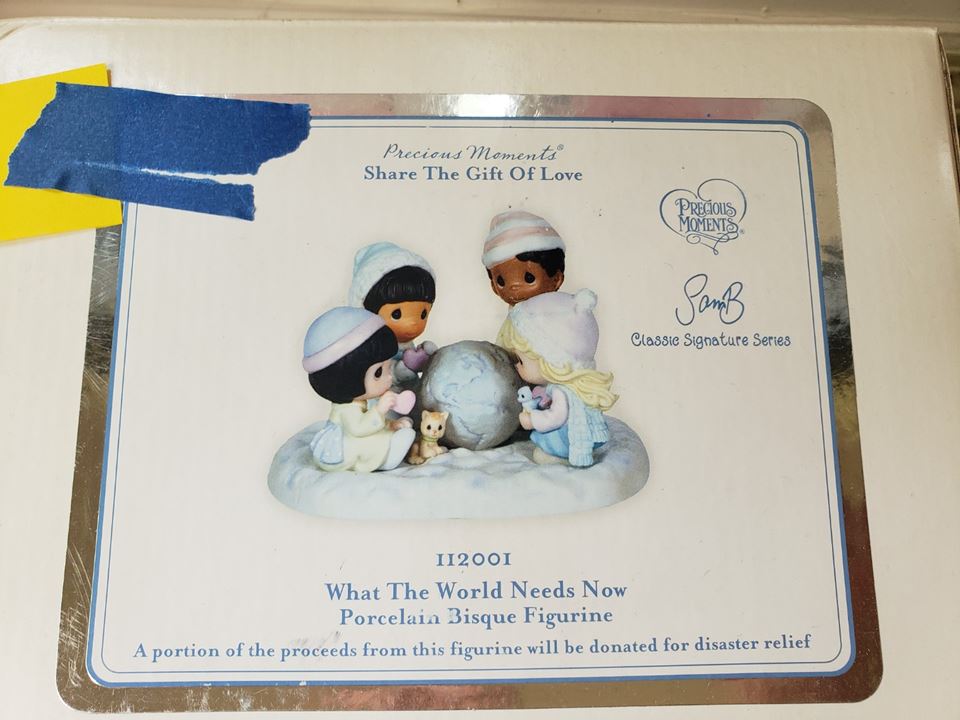 Precious Moments®
Share The Gift Of Love
PRECIOUS
MOMENTS®
SamB
Classic Signature Series
112001
What The World Needs Now
Porcelain Bisque Figurine
A portion of the proceeds from this figurine will be donated for disaster relief